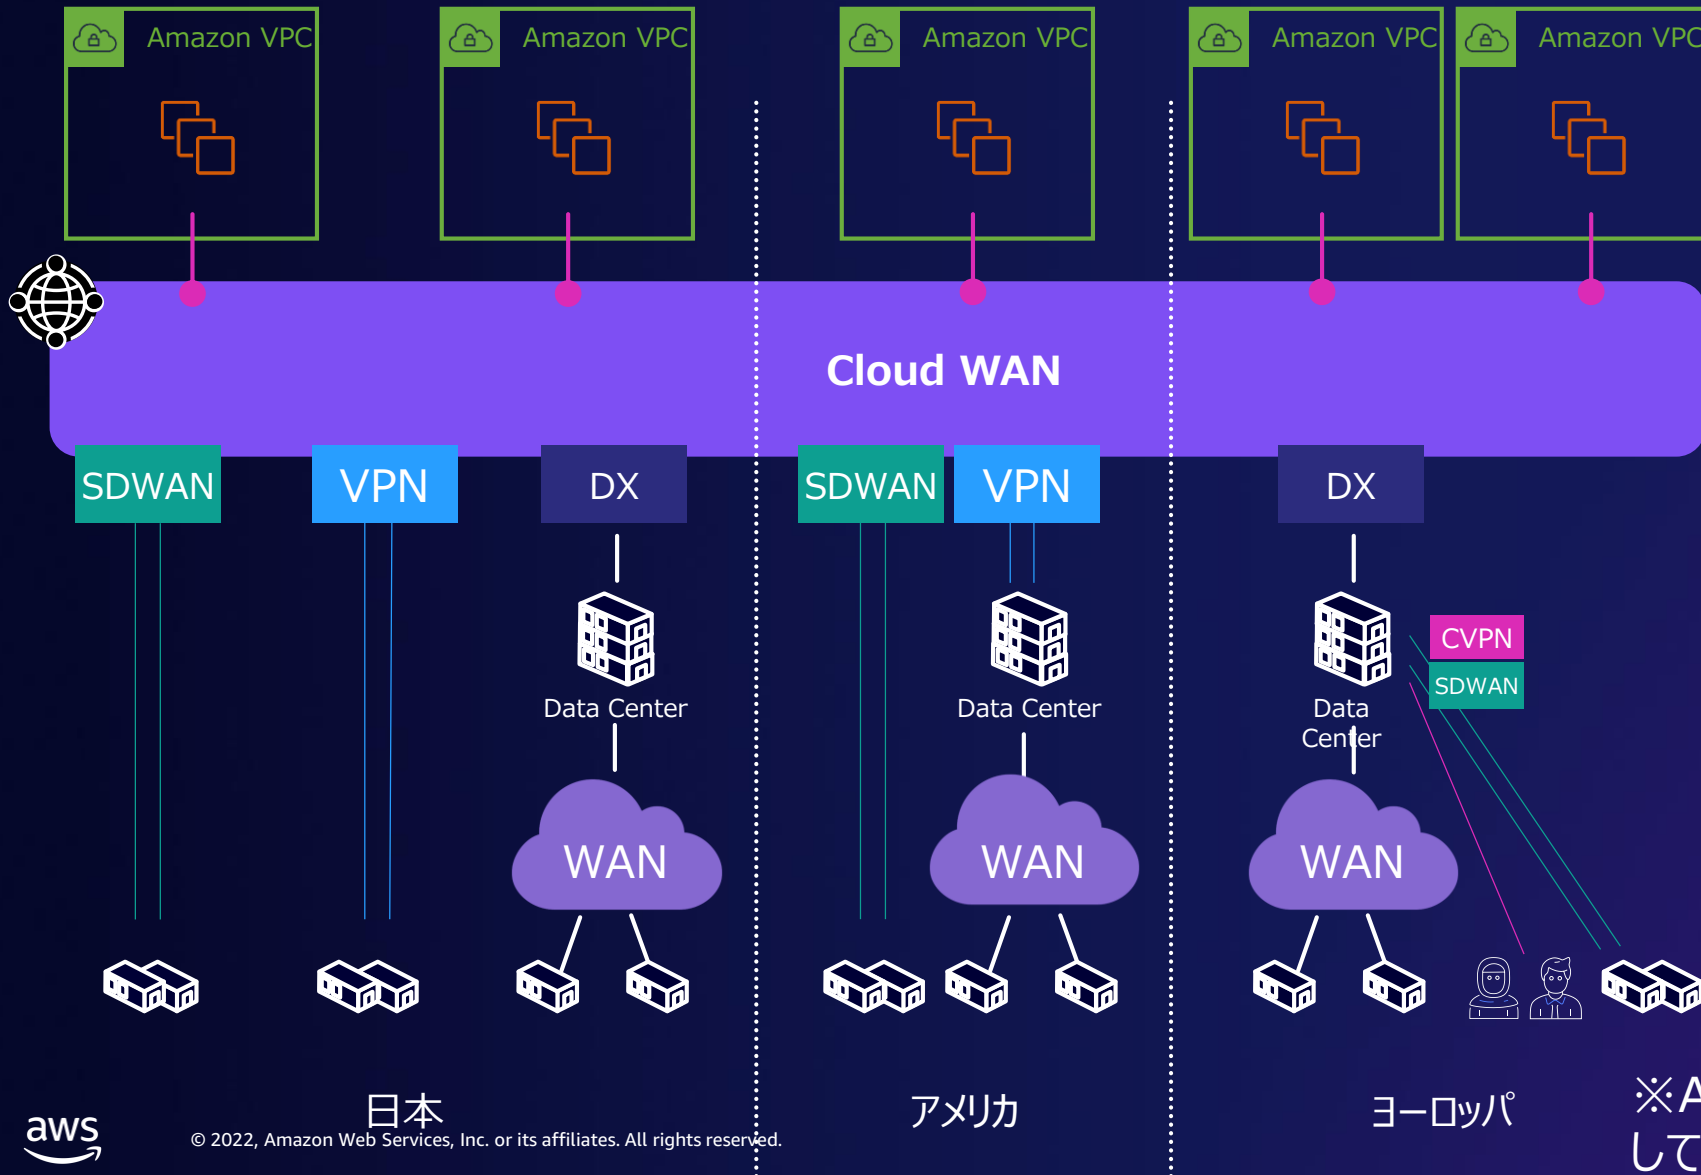 Amazon VPC
Amazon VPC
Amazon VPC
Amazon VPC
Amazon VPC
Cloud WAN
SDWAN
VPN
DX
SDWAN
VPN
DX
CVPN
SDWAN
Data Center
Data Center
Data
Center
WAN
WAN
WAN
日本
アメリカ
ヨーロッパ
※A
して
aws
© 2022, Amazon Web Services, Inc. or its affiliates. All rights reserved.